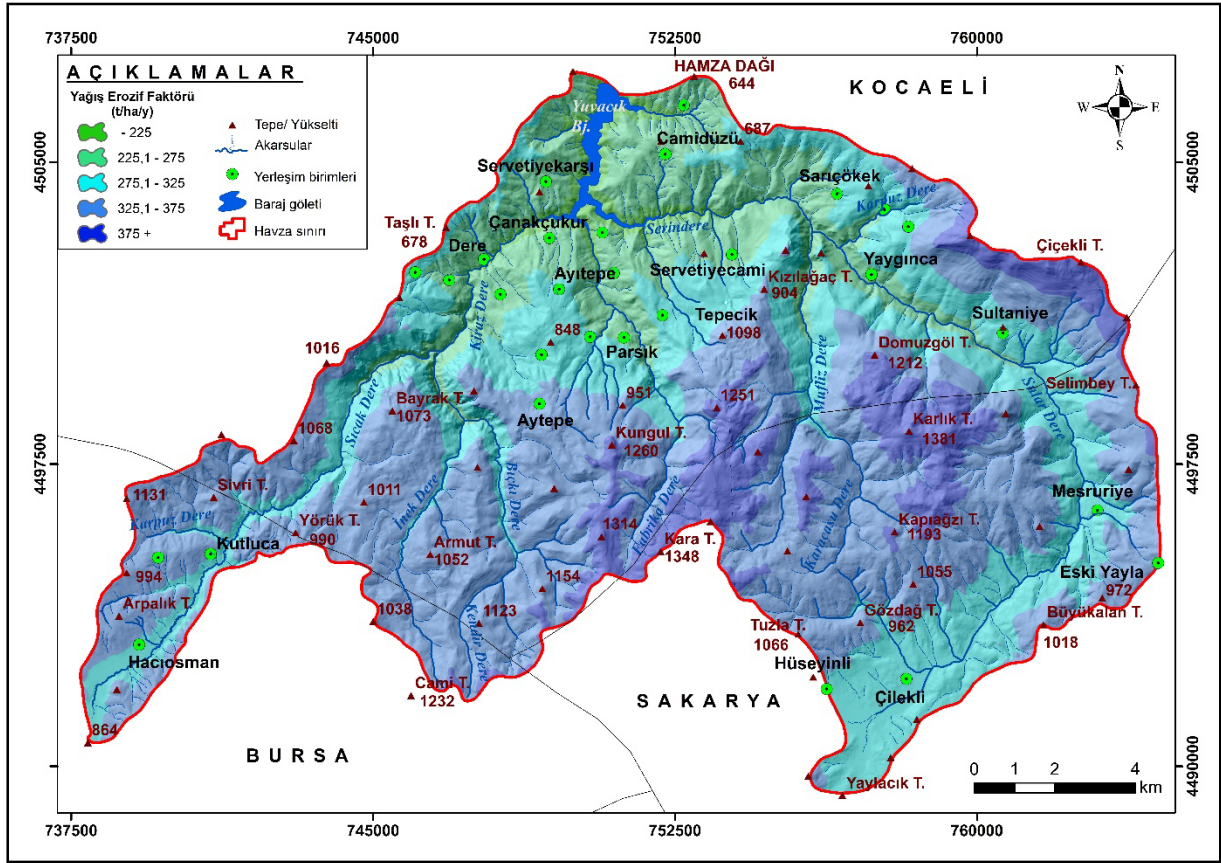 737500 745000 752500 760000
4505000
4497500
4505000
4497500
4490000
737500 745000 752500 760000
AÇIKLAMALAR
Yağış Erozif Faktörü
(t/ha/y)
- 225
225,1 - 275
275,1 - 325
325,1 - 375
375 +
Tepe/ Yükselti
Akarsular
Yerleşim birimleri
Baraj göleti
Havza sınırı
N
W E
S
KOCAELİ
HAMZA DAĞI
644
Yuvacık
Bj.
687
Camidüzü
Servetiyekarşı
Sarıçökek
Karpuz Dere
Taşlı T.
678
Çanakçukur
Serindere
Dere
Çiçekli T.
Ayıtepe
Servetiyecami
Yaygınca
Kızılağaç T.
904
Kiraz Dere
Tepecik
1098
Sultaniye
848
Parsık
Domuzgöl T.
1212
1016
Mufliz Dere
Selimbey T.
Sıcak Dere
Bayrak T.
1073
Aytepe
951
1251
Karlık T.
1381
1068
Kungul T.
1260
Bıçkı Dere
Sivri T.
1131
1011
İnek Dere
Mesruriye
Karpuz Dere
Yörük T.
990
1314
Fabrika Dere
Karaçasu Dere
Kapıağzı T.
1193
Kutluca
Armut T.
1052
Kara T.
1348
994
1154
1055
Eski Yayla
972
Arpalık T.
1038
1123
Kendir Dere
Gözdağ T.
962
Büyükalan T.
1018
Tuzla T.
1066
Hacıosman
Hüseyinli
Cami T.
1232
SAKARYA
Çilekli
864
BURSA
Yaylacık T.
0 1 2 4
km